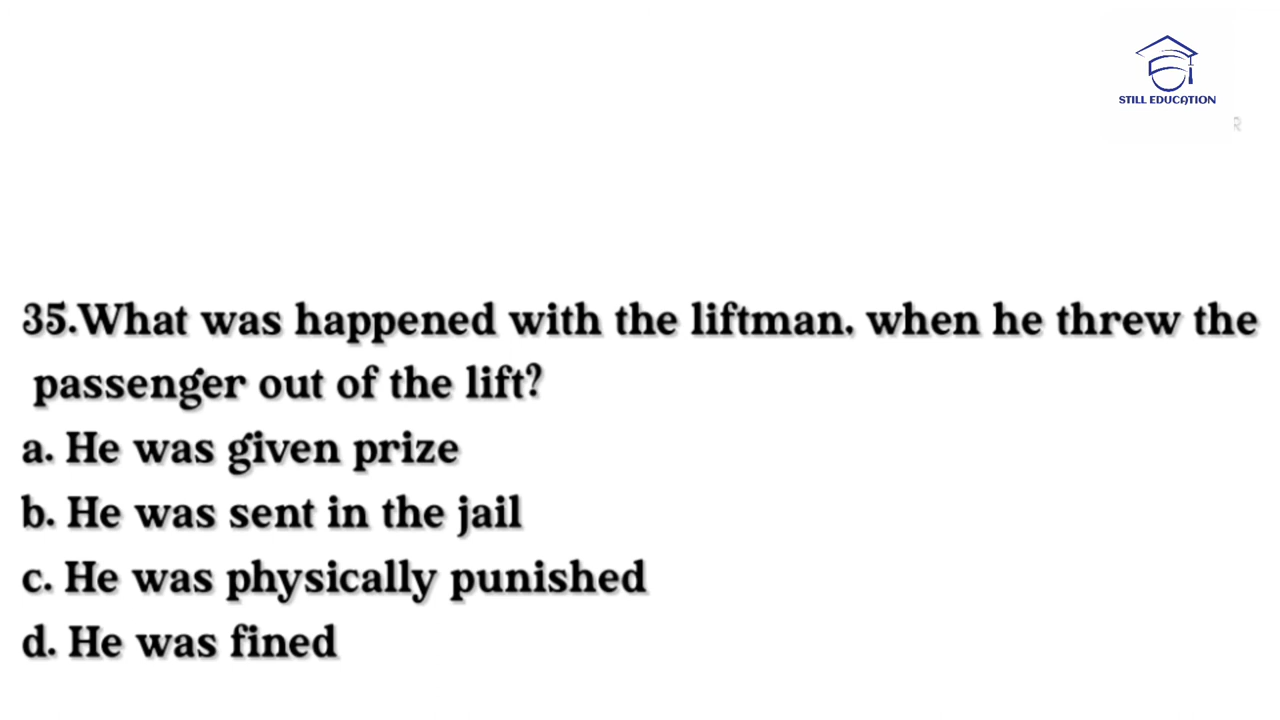 STILL EDUCATION
35.What was happened with the liftman. when he threw the
passenger out of the lift?
a. He was given prize
b. He was sent in the jail
c. He was physically punished
d. He was fined